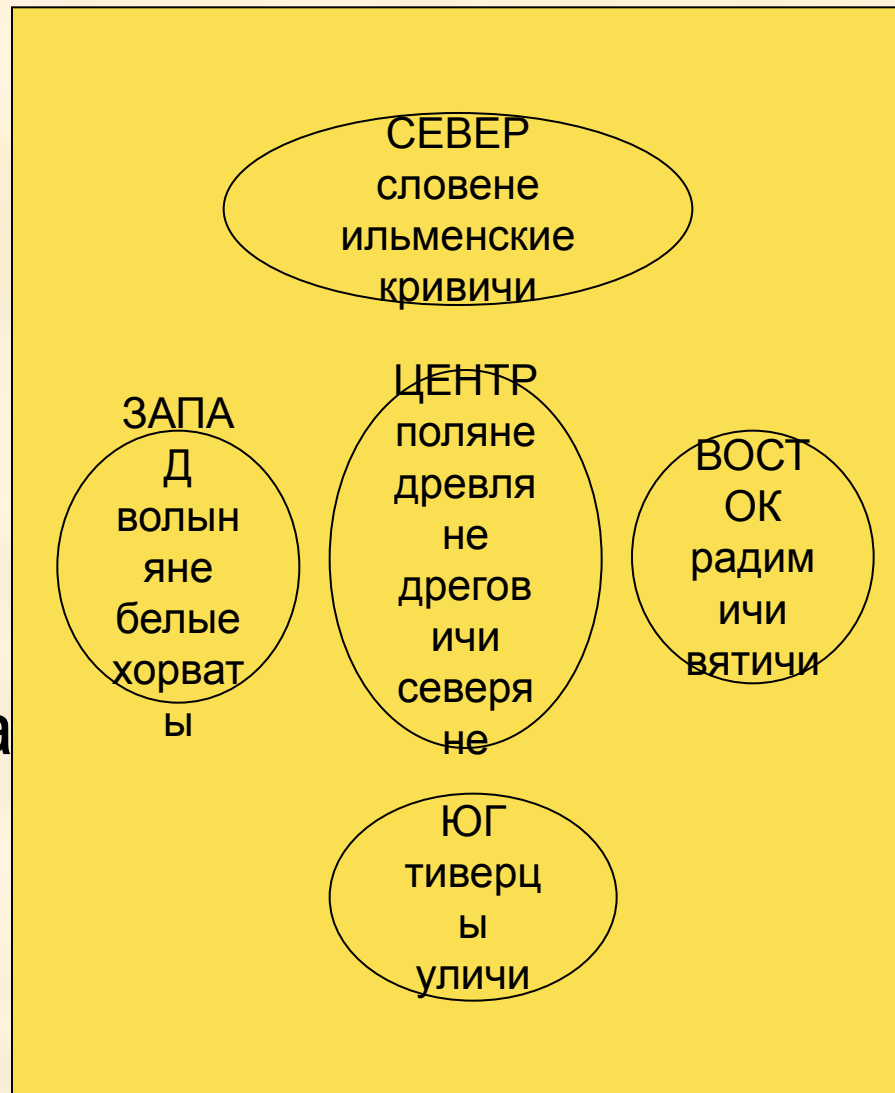 СЕВЕР
словене
ильменские
кривичи
ЗАПА
Д
волын
яне
белые
хорват
ы
ЦЕНТР
поляне
древля
не
дрегов
ичи
северя
не
ВОСТ
ОК
радим
ичи
вятичи
а
ЮГ
тиверц
ы
уличи